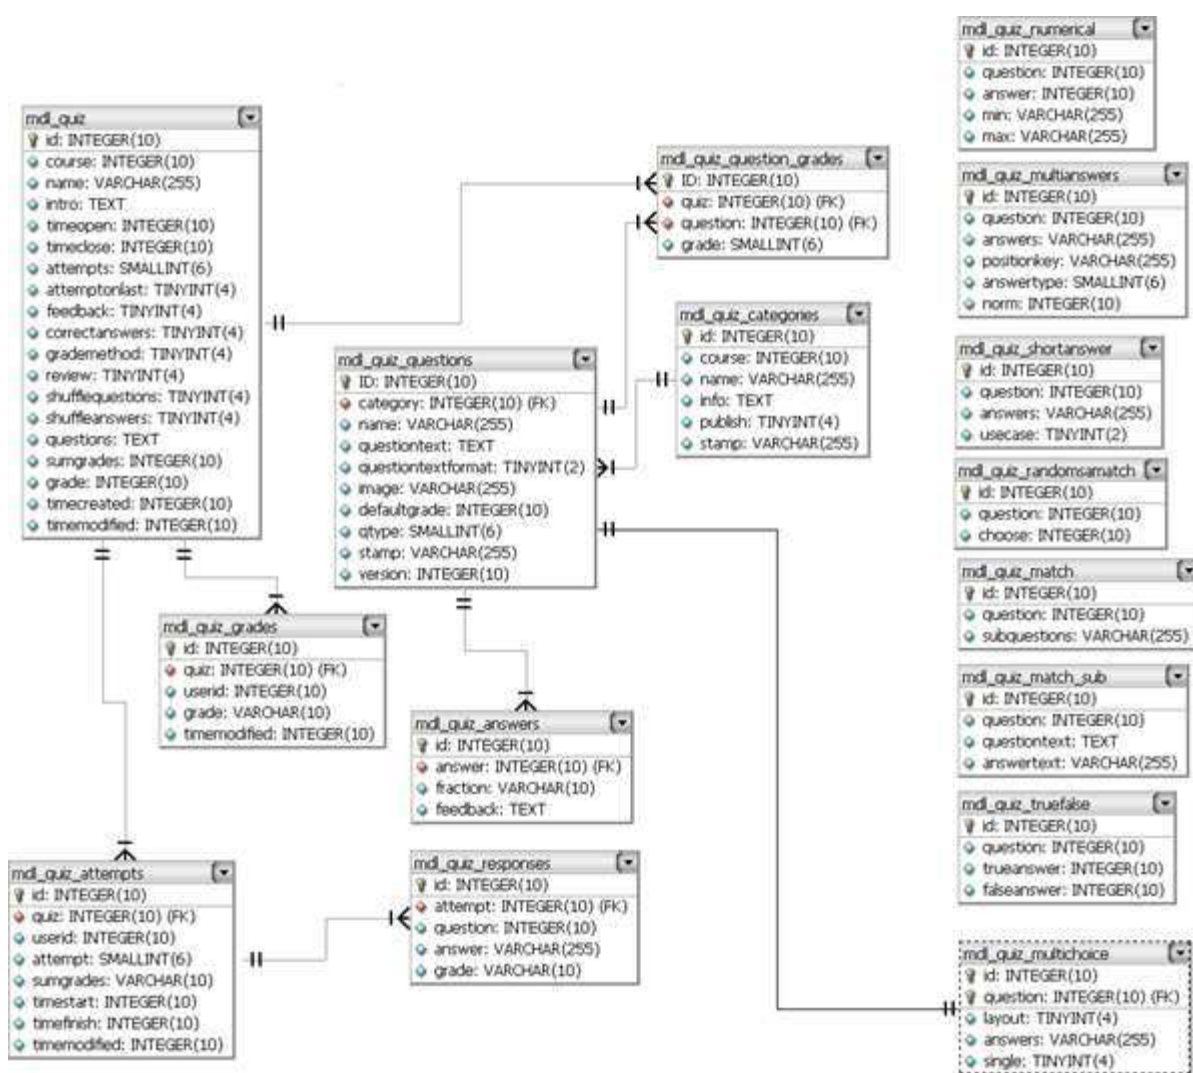 mdl_quiz
id: INTEGER(10)
course: INTEGER(10)
name: VARCHAR(255)
intro: TEXT
timeopen: INTEGER(10)
timeclose: INTEGER(10)
attempts: SMALLINT(6)
attemptonlast: TINYINT(4)
feedback: TINYINT(4)
correctanswers: TINYINT(4)
grademethod: TINYINT(4)
review: TINYINT(4)
shufflequestions: TINYINT(4)
shuffleanswers: TINYINT(4)
questions: TEXT
sumgrades: INTEGER(10)
grade: INTEGER(10)
timecreated: INTEGER(10)
timemodified: INTEGER(10)
mdl_quiz_question_grades
ID: INTEGER(10)
quiz: INTEGER(10) (FK)
question: INTEGER(10) (FK)
grade: SMALLINT(6)
mdl_quiz_categories
id: INTEGER(10)
course: INTEGER(10)
name: VARCHAR(255)
info: TEXT
publish: TINYINT(4)
stamp: VARCHAR(255)
mdl_quiz_questions
ID: INTEGER(10)
category: INTEGER(10) (FK)
name: VARCHAR(255)
questiontext: TEXT
questiontextformat: TINYINT(2)
image: VARCHAR(255)
defaultgrade: INTEGER(10)
qtype: SMALLINT(6)
stamp: VARCHAR(255)
version: INTEGER(10)
mdl_quiz_grades
id: INTEGER(10)
quiz: INTEGER(10) (FK)
userid: INTEGER(10)
grade: VARCHAR(10)
timemodified: INTEGER(10)
mdl_quiz_answers
id: INTEGER(10)
answer: INTEGER(10) (FK)
fraction: VARCHAR(10)
feedback: TEXT
mdl_quiz_attempts
id: INTEGER(10)
quiz: INTEGER(10) (FK)
userid: INTEGER(10)
attempt: SMALLINT(6)
sumgrades: VARCHAR(10)
timestart: INTEGER(10)
timefinish: INTEGER(10)
timemodified: INTEGER(10)
mdl_quiz_responses
id: INTEGER(10)
attempt: INTEGER(10) (FK)
question: INTEGER(10)
answer: VARCHAR(255)
grade: VARCHAR(10)
mdl_quiz_numerical
id: INTEGER(10)
question: INTEGER(10)
answer: INTEGER(10)
min: VARCHAR(255)
max: VARCHAR(255)
mdl_quiz_multianswers
id: INTEGER(10)
question: INTEGER(10)
answers: VARCHAR(255)
positionkey: VARCHAR(255)
answertype: SMALLINT(6)
norm: INTEGER(10)
mdl_quiz_shortanswer
id: INTEGER(10)
question: INTEGER(10)
answers: VARCHAR(255)
usecase: TINYINT(2)
mdl_quiz_randomsamatch
id: INTEGER(10)
question: INTEGER(10)
choose: INTEGER(10)
mdl_quiz_match
id: INTEGER(10)
question: INTEGER(10)
subquestions: VARCHAR(255)
mdl_quiz_match_sub
id: INTEGER(10)
question: INTEGER(10)
questiontext: TEXT
answertext: VARCHAR(255)
mdl_quiz_truefalse
id: INTEGER(10)
question: INTEGER(10)
trueanswer: INTEGER(10)
falseanswer: INTEGER(10)
mdl_quiz_multichoice
id: INTEGER(10)
question: INTEGER(10) (FK)
layout: TINYINT(4)
answers: VARCHAR(255)
single: TINYINT(4)